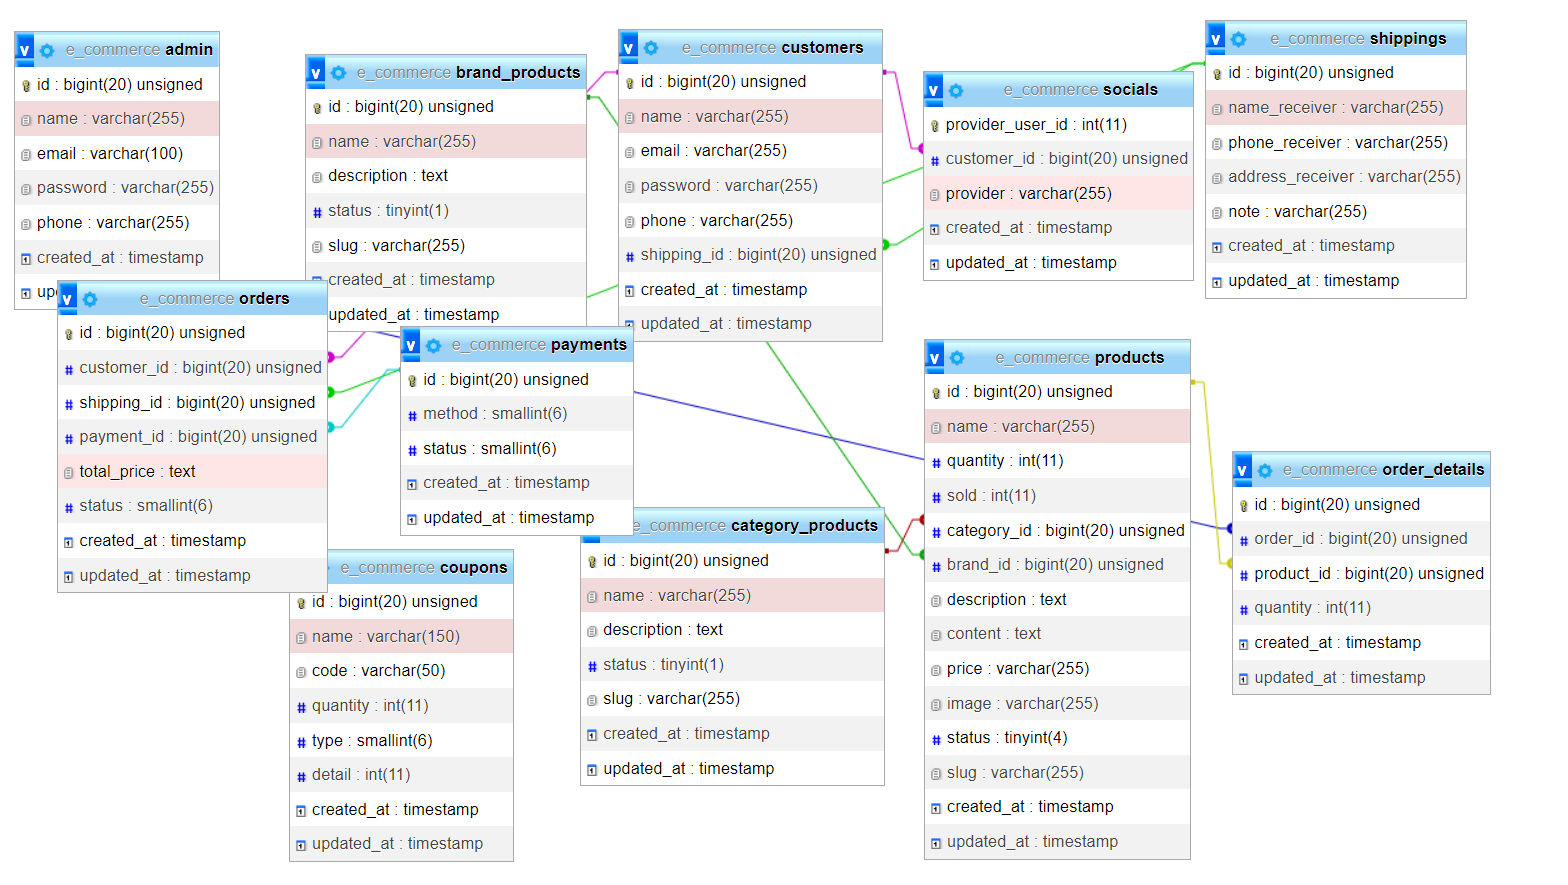 v e_commerce admin
id : bigint(20) unsigned
name : varchar(255)
email : varchar(100)
password : varchar(255)
phone : varchar(255)
created_at : timestamp
up
v e_commerce brand_products
id : bigint(20) unsigned
name : varchar(255)
description : text
status : tinyint(1)
slug : varchar(255)
created_at : timestamp
updated_at : timestamp
v e_commerce customers
id : bigint(20) unsigned
name : varchar(255)
email : varchar(255)
password : varchar(255)
phone : varchar(255)
shipping_id : bigint(20) unsigned
created_at : timestamp
updated_at : timestamp
v e_commerce socials
provider_user_id : int(11)
customer_id : bigint(20) unsigned
provider : varchar(255)
created_at : timestamp
updated_at : timestamp
v e_commerce shippings
id : bigint(20) unsigned
name_receiver : varchar(255)
phone_receiver : varchar(255)
address_receiver : varchar(255)
note : varchar(255)
created_at : timestamp
updated_at : timestamp
v e_commerce orders
id : bigint(20) unsigned
customer_id : bigint(20) unsigned
shipping_id : bigint(20) unsigned
payment_id : bigint(20) unsigned
total_price : text
status : smallint(6)
created_at : timestamp
updated_at : timestamp
v e_commerce payments
id : bigint(20) unsigned
method : smallint(6)
status : smallint(6)
created_at : timestamp
updated_at : timestamp
v e_commerce products
id : bigint(20) unsigned
name : varchar(255)
quantity : int(11)
sold : int(11)
category_id : bigint(20) unsigned
brand_id : bigint(20) unsigned
description : text
content : text
price : varchar(255)
image : varchar(255)
status : tinyint(4)
slug : varchar(255)
created_at : timestamp
updated_at : timestamp
v e_commerce order_details
id : bigint(20) unsigned
order_id : bigint(20) unsigned
product_id : bigint(20) unsigned
quantity : int(11)
created_at : timestamp
updated_at : timestamp
e_commerce coupons
id : bigint(20) unsigned
name : varchar(150)
code : varchar(50)
quantity : int(11)
type : smallint(6)
detail : int(11)
created_at : timestamp
updated_at : timestamp
e_commerce category_products
id : bigint(20) unsigned
name : varchar(255)
description : text
status : tinyint(1)
slug : varchar(255)
created_at : timestamp
updated_at : timestamp